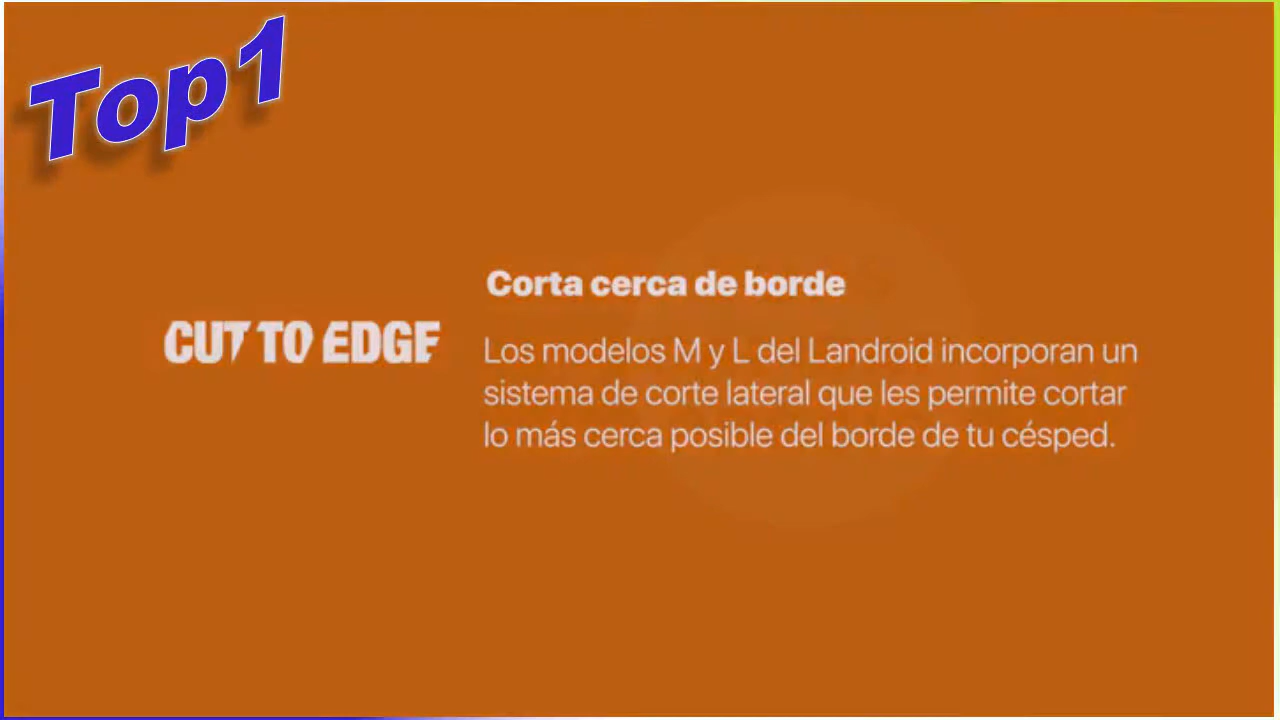 Top1
Corta cerca de borde
CUT TO EDGE
Los modelos M y L del Landroid incorporan un
sistema de corte lateral que les permite cortar
lo más cerca posible del borde de tu césped.